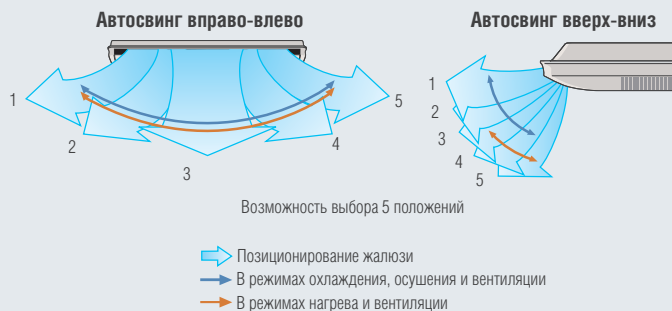 Автосвинг вправо-влево
Автосвинг вверх-вниз
1
2
3
4
5
1
2
3
4
5
Возможность выбора 5 положений
Позиционирование жалюзи
В режимах охлаждения, осушения и вентиляции
В режимах нагрева и вентиляции